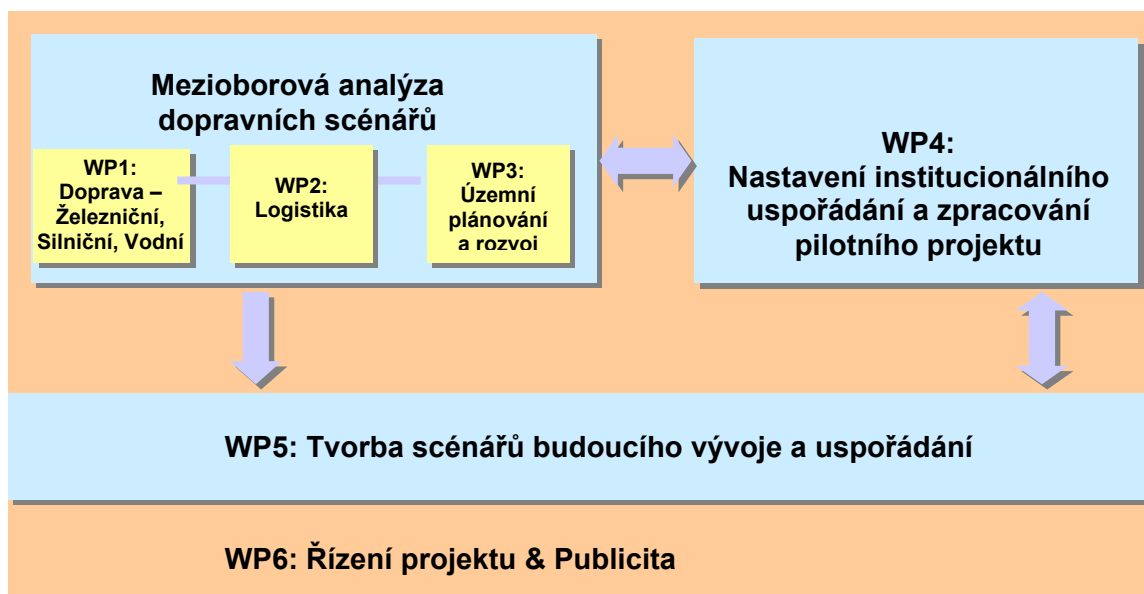 Mezioborová analýza
dopravních scénářů
WP1:
Doprava –
Železniční,
Silniční, Vodní
WP2:
Logistika
WP3:
Územní
plánování
a rozvoj
WP4:
Nastavení institucionálního
uspořádání a zpracování
pilotního projektu
WP5: Tvorba scénářů budoucího vývoje a uspořádání
WP6: Řízení projektu & Publicita